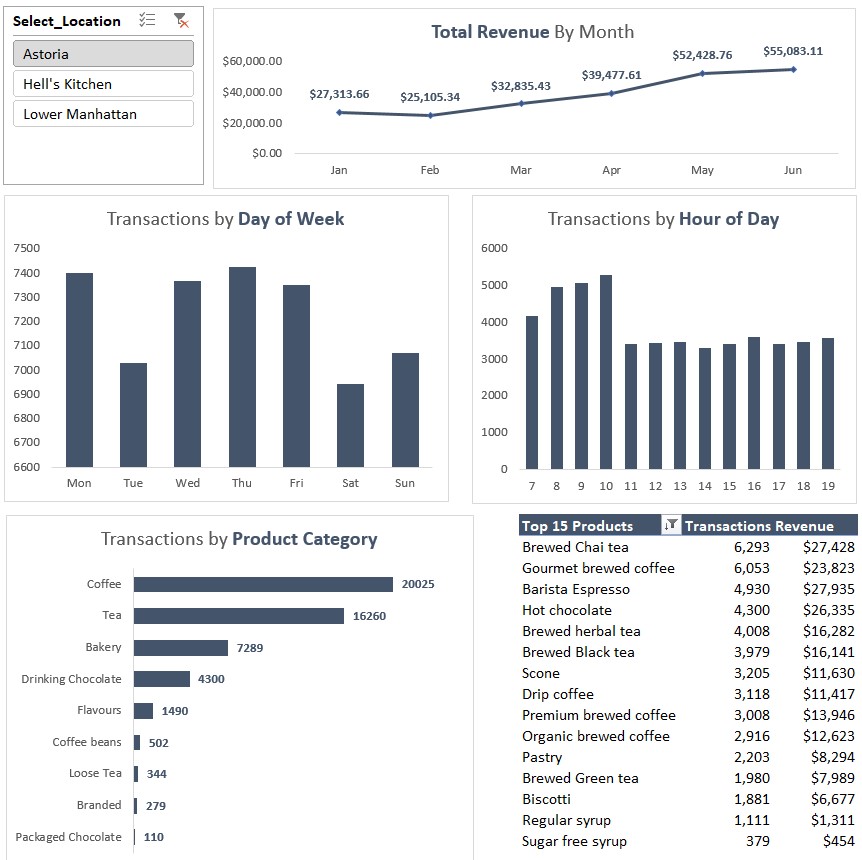 Select_Location
Astoria
Hell's Kitchen
Lower Manhattan
Total Revenue By Month
$60,000.00
$40,000.00
$20,000.00
$0.00
$27,313.66
$25,105.34
$32,835.43
$39,477.61
$52,428.76
$55,083.11
Jan Feb Mar Apr May Jun
Transactions by Day of Week
7500
7400
7300
7200
7100
7000
6900
6800
6700
6600
Mon Tue Wed Thu Fri Sat Sun
Transactions by Hour of Day
6000
5000
4000
3000
2000
1000
0
7 8 9 10 11 12 13 14 15 16 17 18 19
Transactions by Product Category
Coffee 20025
Tea 16260
Bakery 7289
Drinking Chocolate 4300
Flavours 1490
Coffee beans 502
Loose Tea 344
Branded 279
Packaged Chocolate 110
Top 15 Products Transactions Revenue
Brewed Chai tea 6,293 $27,428
Gourmet brewed coffee 6,053 $23,823
Barista Espresso 4,930 $27,935
Hot chocolate 4,300 $26,335
Brewed herbal tea 4,008 $16,282
Brewed Black tea 3,979 $16,141
Scone 3,205 $11,630
Drip coffee 3,118 $11,417
Premium brewed coffee 3,008 $13,946
Organic brewed coffee 2,916 $12,623
Pastry 2,203 $8,294
Brewed Green tea 1,980 $7,989
Biscotti 1,881 $6,677
Regular syrup 1,111 $1,311
Sugar free syrup 379 $454